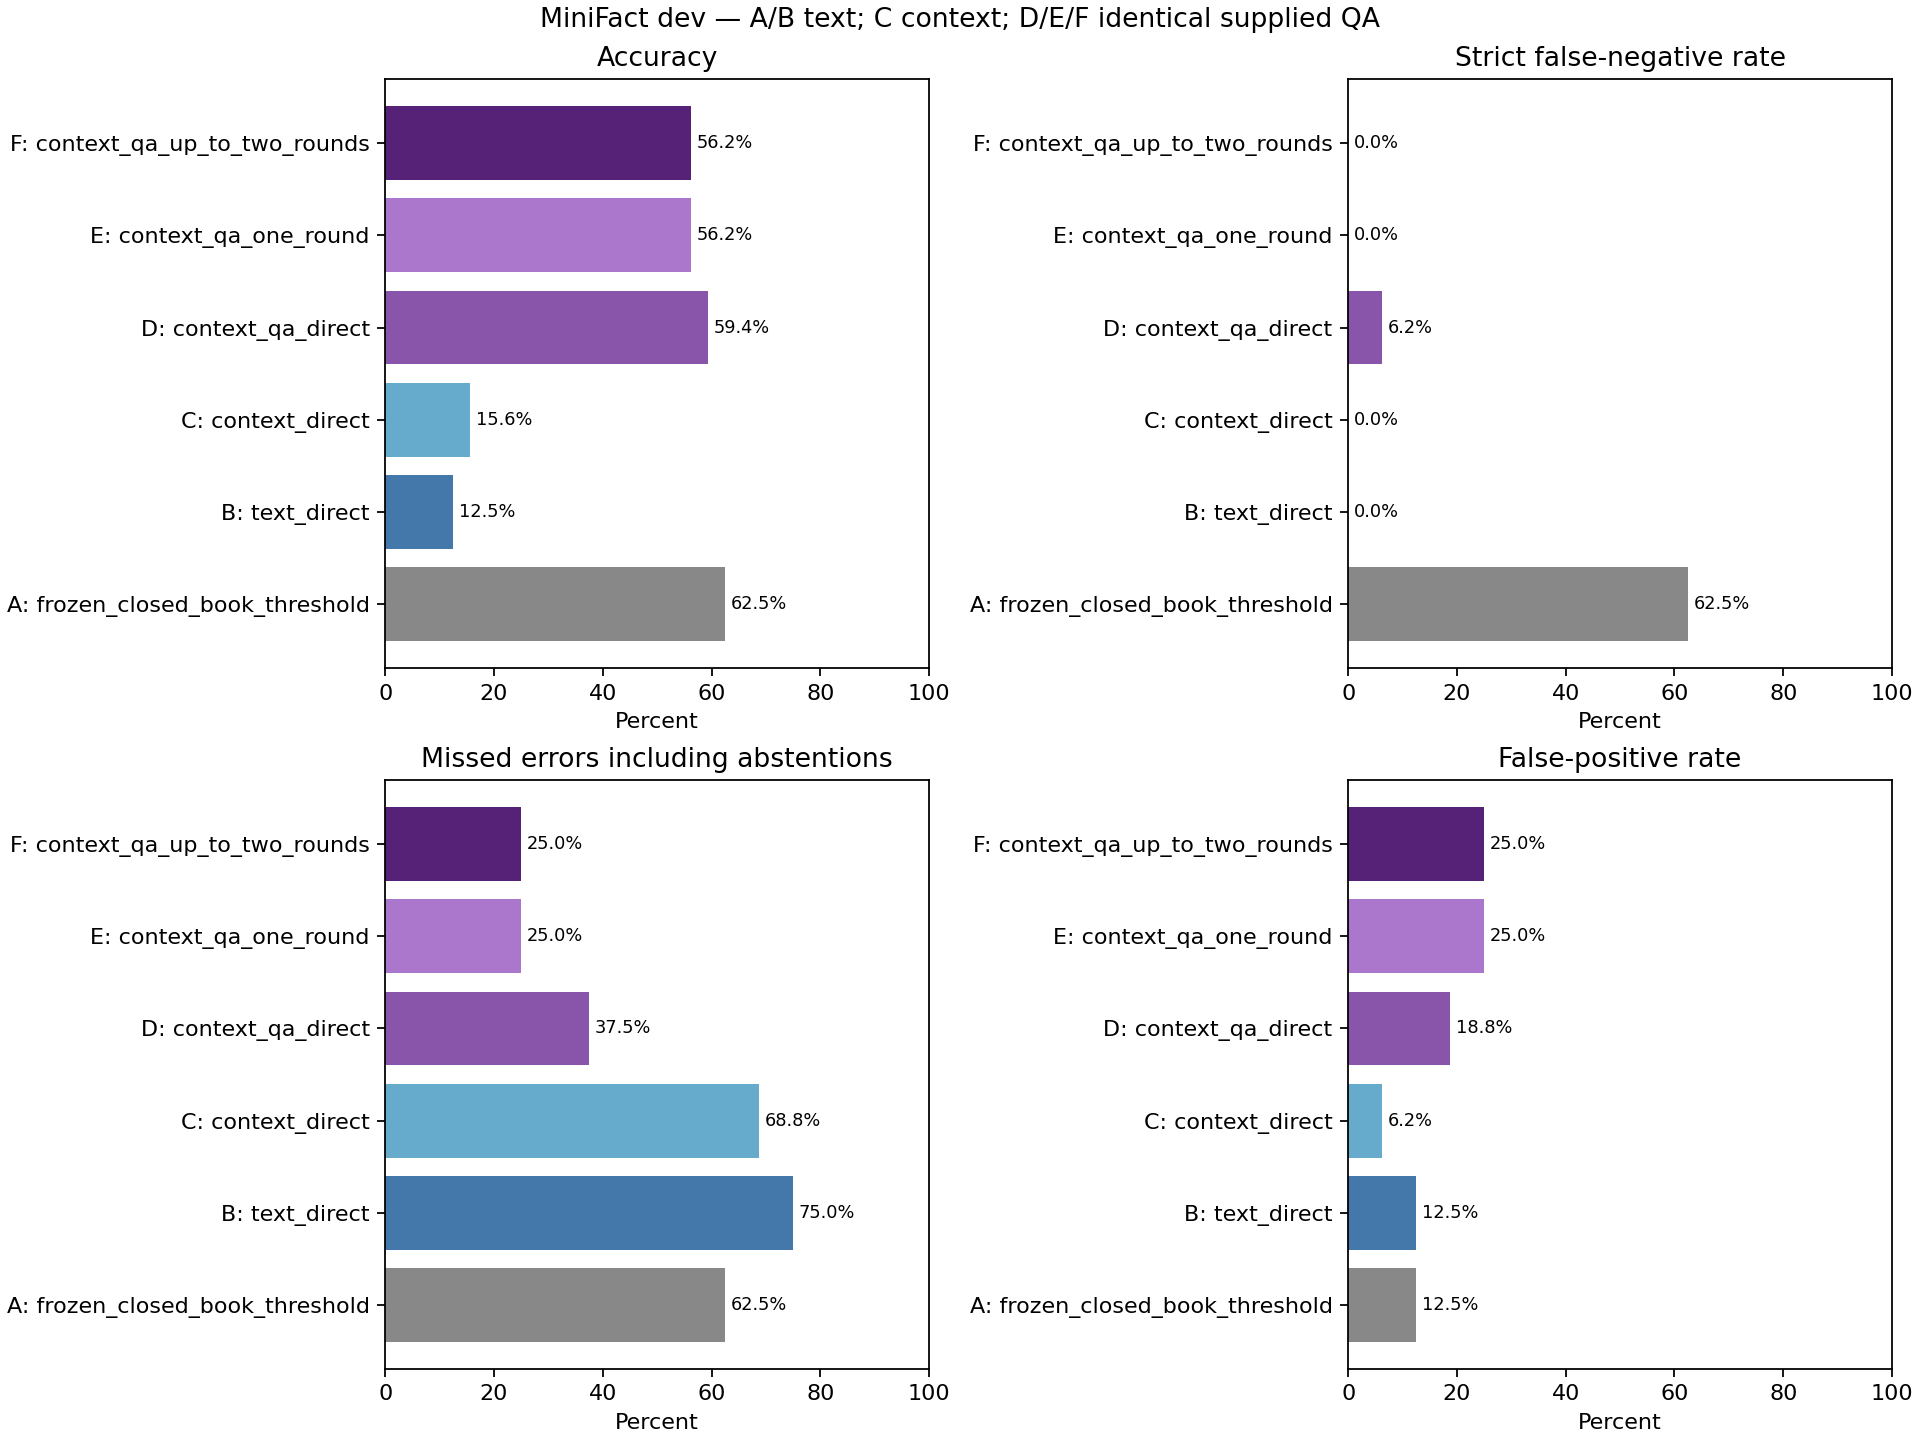 MiniFact dev — A/B text; C context; D/E/F identical supplied QA
Accuracy
F: context_qa_up_to_two_rounds
56.2%
E: context_qa_one_round
56.2%
D: context_qa_direct
59.4%
C: context_direct
15.6%
B: text_direct
12.5%
A: frozen_closed_book_threshold
62.5%
0 20 40 60 80 100
Percent
Strict false-negative rate
F: context_qa_up_to_two_rounds
0.0%
E: context_qa_one_round
0.0%
D: context_qa_direct
6.2%
C: context_direct
0.0%
B: text_direct
0.0%
A: frozen_closed_book_threshold
62.5%
0 20 40 60 80 100
Percent
Missed errors including abstentions
F: context_qa_up_to_two_rounds
25.0%
E: context_qa_one_round
25.0%
D: context_qa_direct
37.5%
C: context_direct
68.8%
B: text_direct
75.0%
A: frozen_closed_book_threshold
62.5%
0 20 40 60 80 100
Percent
False-positive rate
F: context_qa_up_to_two_rounds
25.0%
E: context_qa_one_round
25.0%
D: context_qa_direct
18.8%
C: context_direct
6.2%
B: text_direct
12.5%
A: frozen_closed_book_threshold
12.5%
0 20 40 60 80 100
Percent